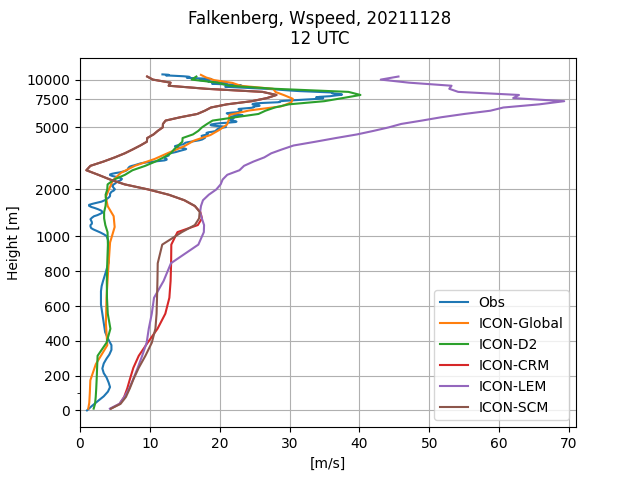 Falkenberg, Wspeed, 20211128
12 UTC
Height [m]
10000
7500
5000
2000
1000
800
600
400
200
0
Obs
ICON-Global
ICON-D2
ICON-CRM
ICON-LEM
ICON-SCM
0 10 20 30 40 50 60 70
[m/s]